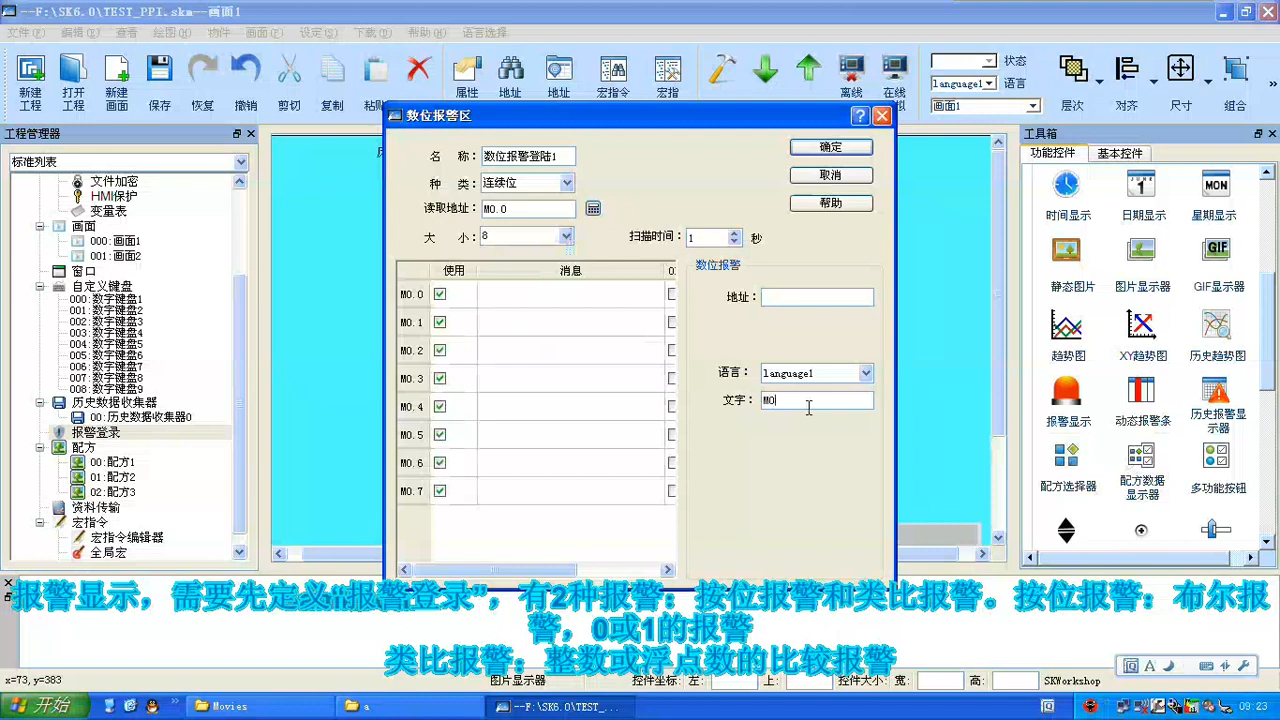 --F:\SK6.0\TEST_PPI.skm--画面1
文件(F) 编辑(E) 查看 绘图(M) 物件 画面(P) 设定(S) 下载(D) 帮助(H) 语言选择
新建工程 打开工程 新建画面 保存 恢复 撤销 剪切 复制 粘贴 属性 地址 地址 宏指令 宏指 离线 在线 层次 对齐 尺寸 组合
状态
language1 语言
画面1
工程管理器
标准列表
文件加密
HMI保护
变量表
画面
000:画面1
001:画面2
窗口
自定义键盘
000:数字键盘1
001:数字键盘2
002:数字键盘3
003:数字键盘4
004:数字键盘5
005:数字键盘6
006:数字键盘7
007:数字键盘8
008:数字键盘9
历史数据收集器
00:历史数据收集器0
报警登录
配方
00:配方1
01:配方2
02:配方3
资料传输
宏指令
宏指令编辑器
全局宏
数位报警区
名 称: 数位报警登陆1 确定
种 类: 连续位 取消
读取地址: M0.0 帮助
大 小: 8 扫描时间: 1 秒
使用 消息
M0.0
M0.1
M0.2
M0.3
M0.4
M0.5
M0.6
M0.7
数位报警
地址:
语言: language1
文字: M0
工具箱
功能控件 基本控件
时间显示 日期显示 星期显示
静态图片 图片显示器 GIF显示器
趋势图 XY趋势图 历史趋势图
报警显示 动态报警条 历史报警显示器
配方选择器 配方数据显示器 多功能按钮
报警显示，需要先定义“报警登录”，有2种报警：按位报警和类比报警。按位报警：布尔报
警，0或1的报警
类比报警：整数或浮点数的比较报警
x=73, y=383 图片显示器 控件坐标: 左: 上: 控件大小: 宽: 高: SKWorkshop
开始 Movies a --F:\SK6.0\TEST_... 09:23